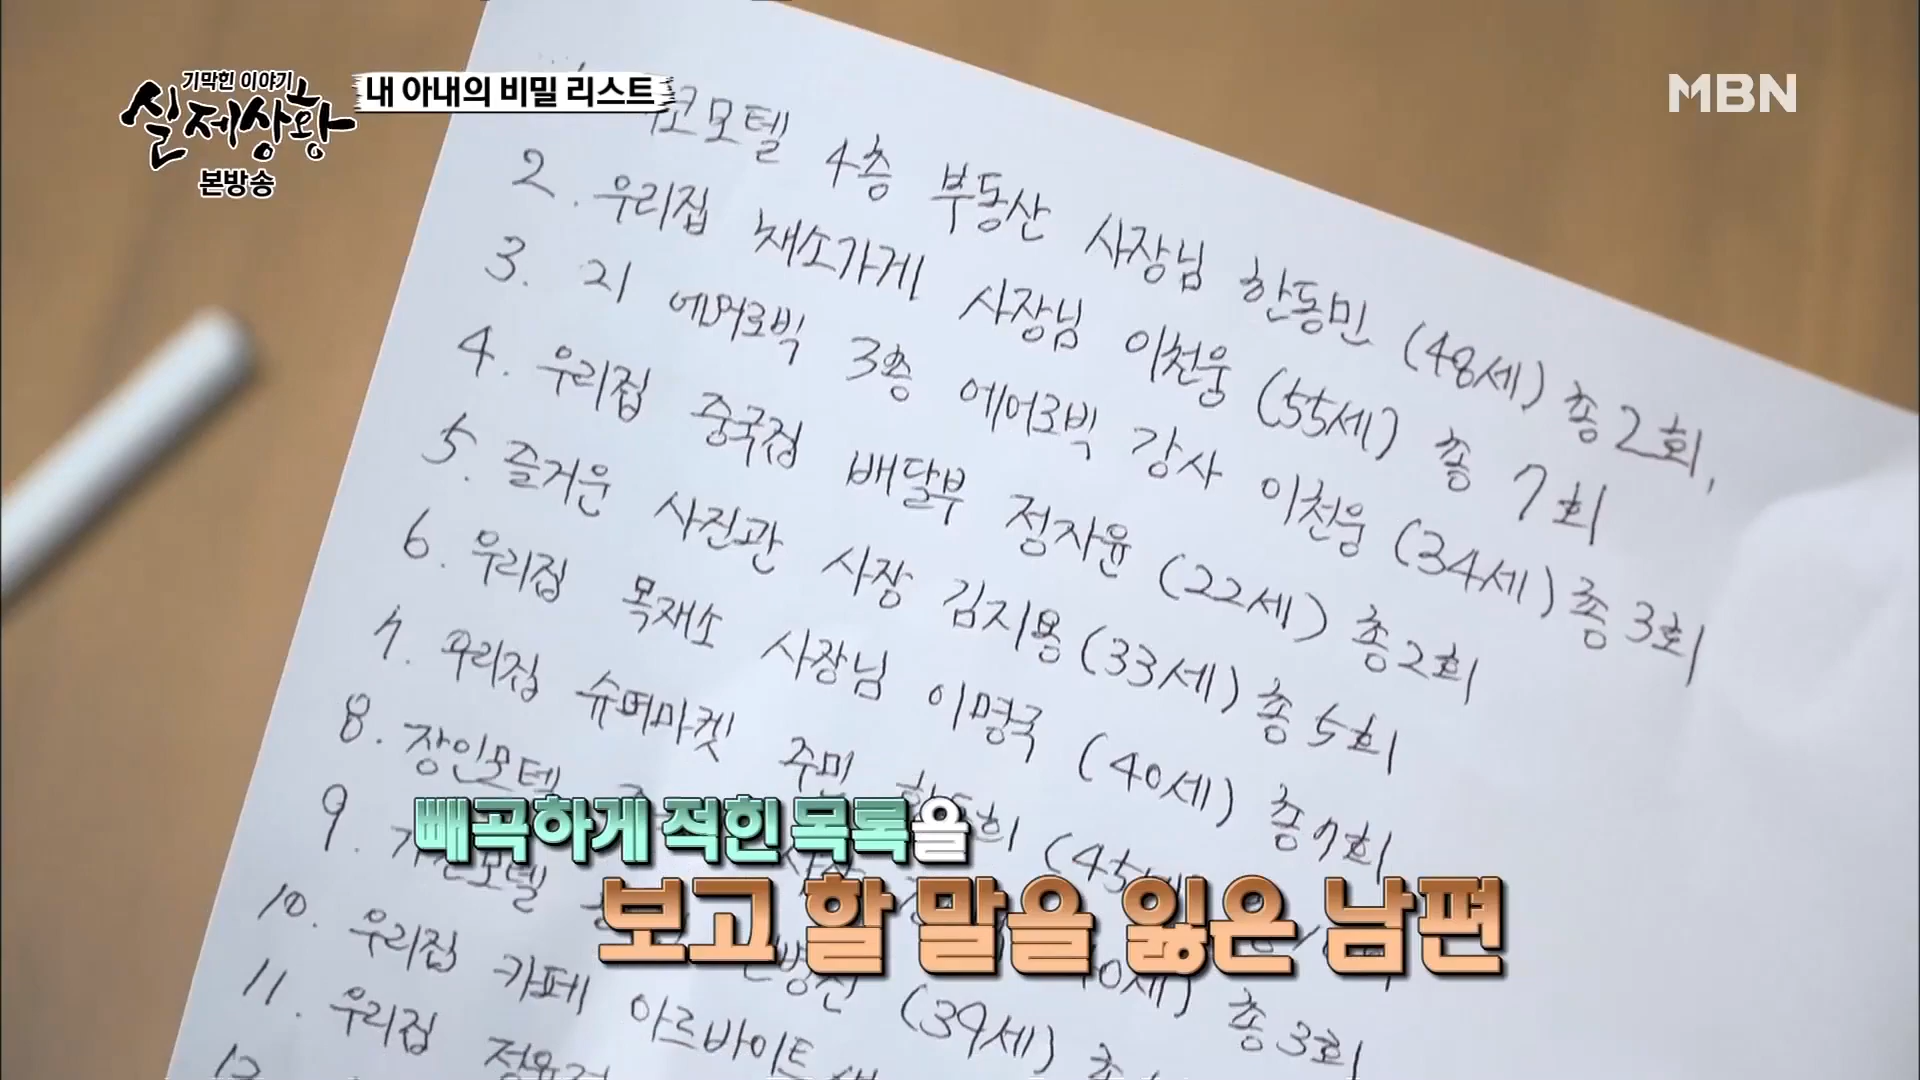 기막힌 이야기
실제상황
본방송
내 아내의 비밀 리스트
MBN
코모텔 4층 부동산 사장님 한동민 (48세) 총 2회,
2. 우리집 채소가게 사장님 이천웅 (55세) 총 7회
3. 지 에어로빅 3층 에어로빅 강사 이천웅 (34세) 총 3회
4. 우리집 중국집 배달부 정자윤 (22세) 총 2회
5. 즐거운 사진관 사장 김지용 (33세) 총 5회
6. 우리집 목재소 사장님 이명국 (40세) 총 7회
7. 우리집 슈퍼마켓 주민
8. 장인모텔
9.
10. 우리집 카페 아르바이트 (39세) 총 3회
11. 우리집
빼곡하게 적힌 목록을
보고 할 말을 잃은 남편